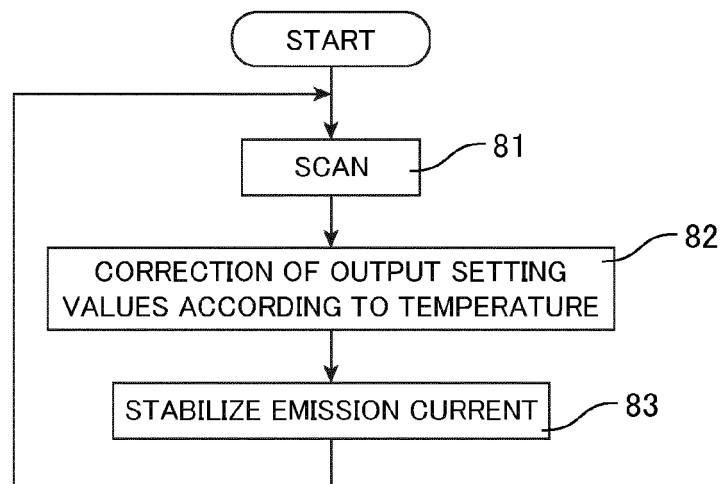 START
SCAN
81
CORRECTION OF OUTPUT SETTING
VALUES ACCORDING TO TEMPERATURE
82
STABILIZE EMISSION CURRENT
83